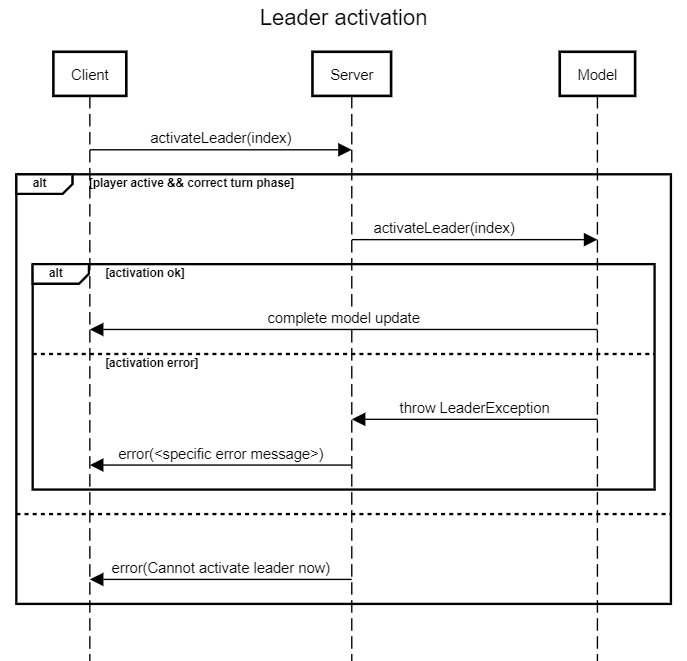 Leader activation
Client
Server
Model
activateLeader(index)
alt
[player active && correct turn phase]
activateLeader(index)
alt
[activation ok]
complete model update
[activation error]
throw LeaderException
error(<specific error message>)
error(Cannot activate leader now)